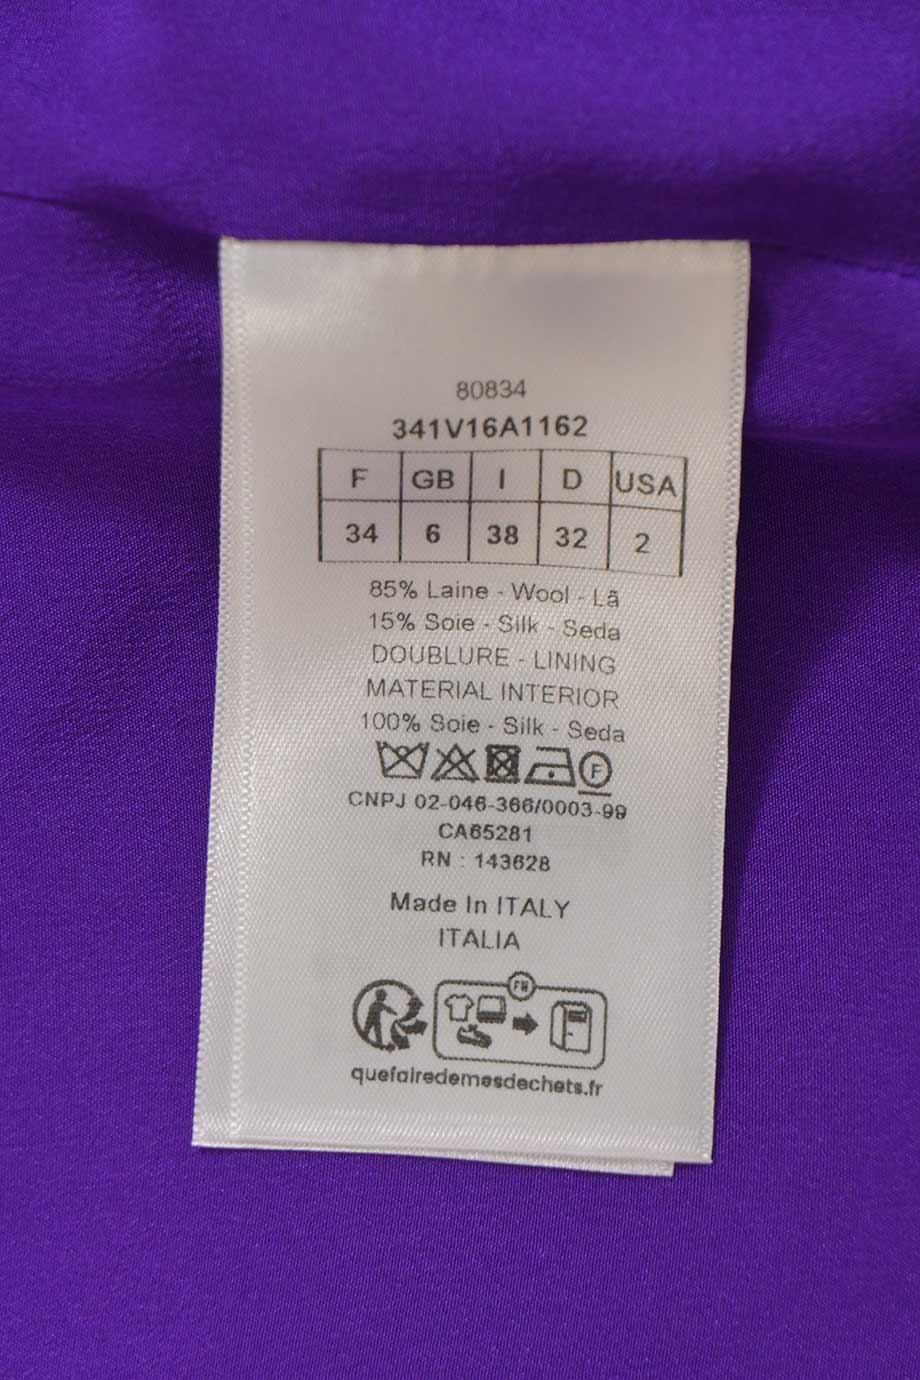 80834
341V16A1162
F GB I D USA
34 6 38 32 2
85% Laine - Wool - Lã
15% Soie - Silk - Seda
DOUBLURE - LINING
MATERIAL INTERIOR
100% Soie - Silk - Seda
F
CNPJ 02-046-366/0003-99
CA65281
RN : 143628
Made In ITALY
ITALIA
FR
quefairedemesdechets.fr